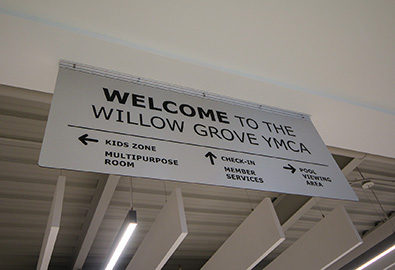 WELCOME TO THE
WILLOW GROVE YMCA
← KIDS ZONE
MULTIPURPOSE
ROOM
↑ CHECK-IN
MEMBER
SERVICES
→ POOL
VIEWING
AREA